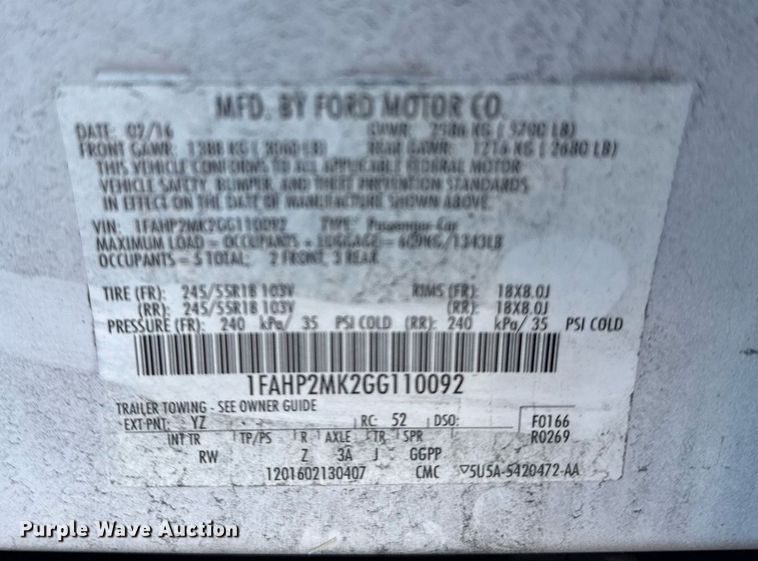 MFD. BY FORD MOTOR CO.
DATE: 02/16 GVWR: 2586 KG ( 5700 LB)
FRONT GAWR: 1388 KG ( 3060 LB) REAR GAWR: 1216 KG ( 2680 LB)
THIS VEHICLE CONFORMS TO ALL APPLICABLE FEDERAL MOTOR
VEHICLE SAFETY, BUMPER, AND THEFT PREVENTION STANDARDS
IN EFFECT ON THE DATE OF MANUFACTURE SHOWN ABOVE.
VIN: 1FAHP2MK2GG110092 TYPE: Passenger Car
MAXIMUM LOAD = OCCUPANTS + LUGGAGE = 609KG/1343LB
OCCUPANTS = 5 TOTAL; 2 FRONT, 3 REAR
TIRE (FR): 245/55R18 103V RIMS (FR): 18X8.0J
(RR): 245/55R18 103V (RR): 18X8.0J
PRESSURE (FR): 240 kPa/ 35 PSI COLD (RR): 240 kPa/ 35 PSI COLD
1FAHP2MK2GG110092
TRAILER TOWING - SEE OWNER GUIDE
EXT PNT: YZ RC: 52 DSO: F0166
INT TR TP/PS R AXLE TR SPR R0269
RW Z 3A J GGPP
1201602130407 CMC ▽5U5A-5420472-AA
Purple Wave Auction